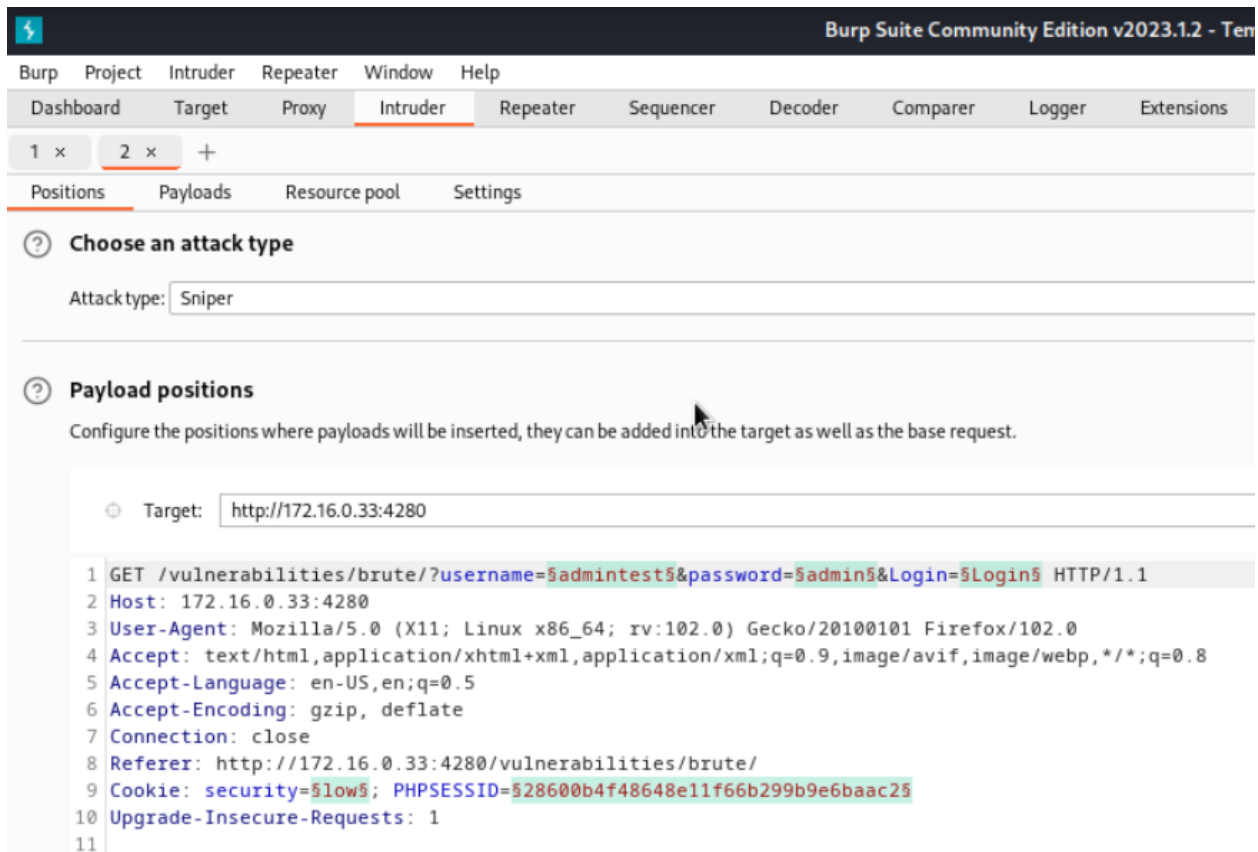 Burp Suite Community Edition v2023.1.2 - Tem
Burp Project Intruder Repeater Window Help
Dashboard Target Proxy Intruder Repeater Sequencer Decoder Comparer Logger Extensions
1 × 2 × +
Positions Payloads Resource pool Settings
? Choose an attack type
Attack type: Sniper
? Payload positions
Configure the positions where payloads will be inserted, they can be added into the target as well as the base request.
Target: http://172.16.0.33:4280
1 GET /vulnerabilities/brute/?username=§admintest§&password=§admin§&Login=§Login§ HTTP/1.1
2 Host: 172.16.0.33:4280
3 User-Agent: Mozilla/5.0 (X11; Linux x86_64; rv:102.0) Gecko/20100101 Firefox/102.0
4 Accept: text/html,application/xhtml+xml,application/xml;q=0.9,image/avif,image/webp,*/*;q=0.8
5 Accept-Language: en-US,en;q=0.5
6 Accept-Encoding: gzip, deflate
7 Connection: close
8 Referer: http://172.16.0.33:4280/vulnerabilities/brute/
9 Cookie: security=§low§; PHPSESSID=§28600b4f48648e11f66b299b9e6baac2§
10 Upgrade-Insecure-Requests: 1
11